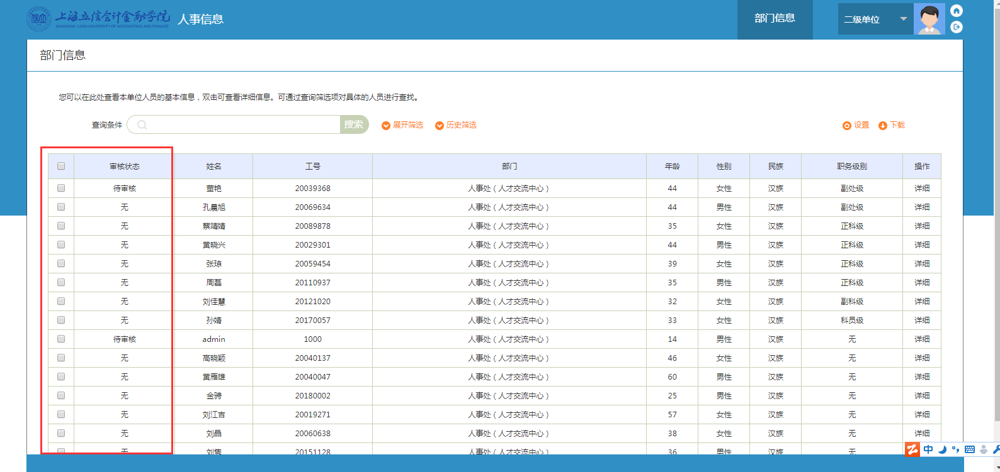 上海立信会计金融学院 人事信息 部门信息 二级单位
SHANGHAI LIXIN UNIVERSITY OF ACCOUNTING AND FINANCE
部门信息
您可以在此处查看本单位人员的基本信息，双击可查看详细信息。可通过查询筛选项对具体的人员进行查找。
查询条件 搜索 展开筛选 历史筛选 设置 下载
审核状态 姓名 工号 部门 年龄 性别 民族 职务级别 操作
待审核 董艳 20039368 人事处（人才交流中心） 44 女性 汉族 副处级 详细
无 孔晨旭 20069634 人事处（人才交流中心） 44 男性 汉族 副处级 详细
无 蔡靖婧 20089878 人事处（人才交流中心） 35 女性 汉族 正科级 详细
无 黄晓兴 20029301 人事处（人才交流中心） 44 男性 汉族 正科级 详细
无 张琼 20059454 人事处（人才交流中心） 39 女性 汉族 正科级 详细
无 周磊 20110937 人事处（人才交流中心） 35 男性 汉族 正科级 详细
无 刘佳慧 20121020 人事处（人才交流中心） 32 女性 汉族 副科级 详细
无 孙婧 20170057 人事处（人才交流中心） 33 女性 汉族 科员级 详细
待审核 admin 1000 人事处（人才交流中心） 14 男性 汉族 无 详细
无 高晓颖 20040137 人事处（人才交流中心） 46 女性 汉族 无 详细
无 黄雁雄 20040047 人事处（人才交流中心） 60 男性 汉族 无 详细
无 金骋 20180002 人事处（人才交流中心） 25 男性 汉族 无 详细
无 刘江吉 20019271 人事处（人才交流中心） 57 女性 汉族 无 详细
无 刘晶 20060638 人事处（人才交流中心） 38 女性 汉族 无 详细
无 刘隽 20151128 人事处（人才交流中心） 36 男性 汉族 无
中